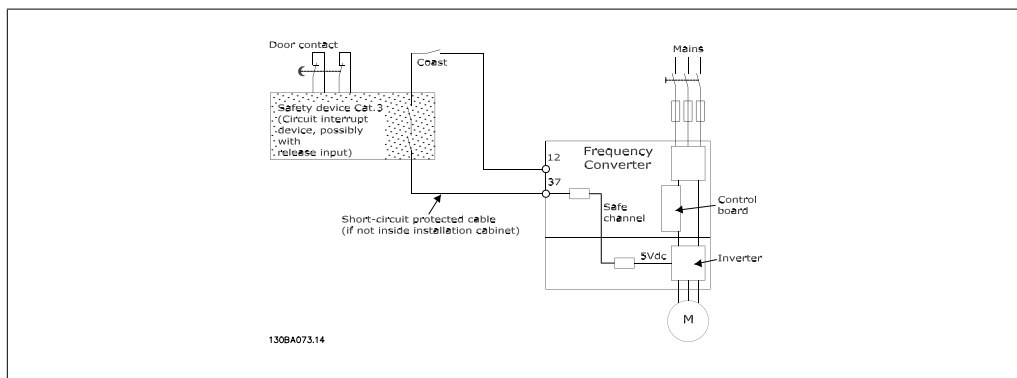 Door contact
Coast
Mains
Safety device Cat.3
(Circuit interrupt
device, possibly
with
release input)
Frequency
Converter
12
37
Safe
channel
Control
board
Short-circuit protected cable
(if not inside installation cabinet)
5Vdc
Inverter
M
130BA073.14